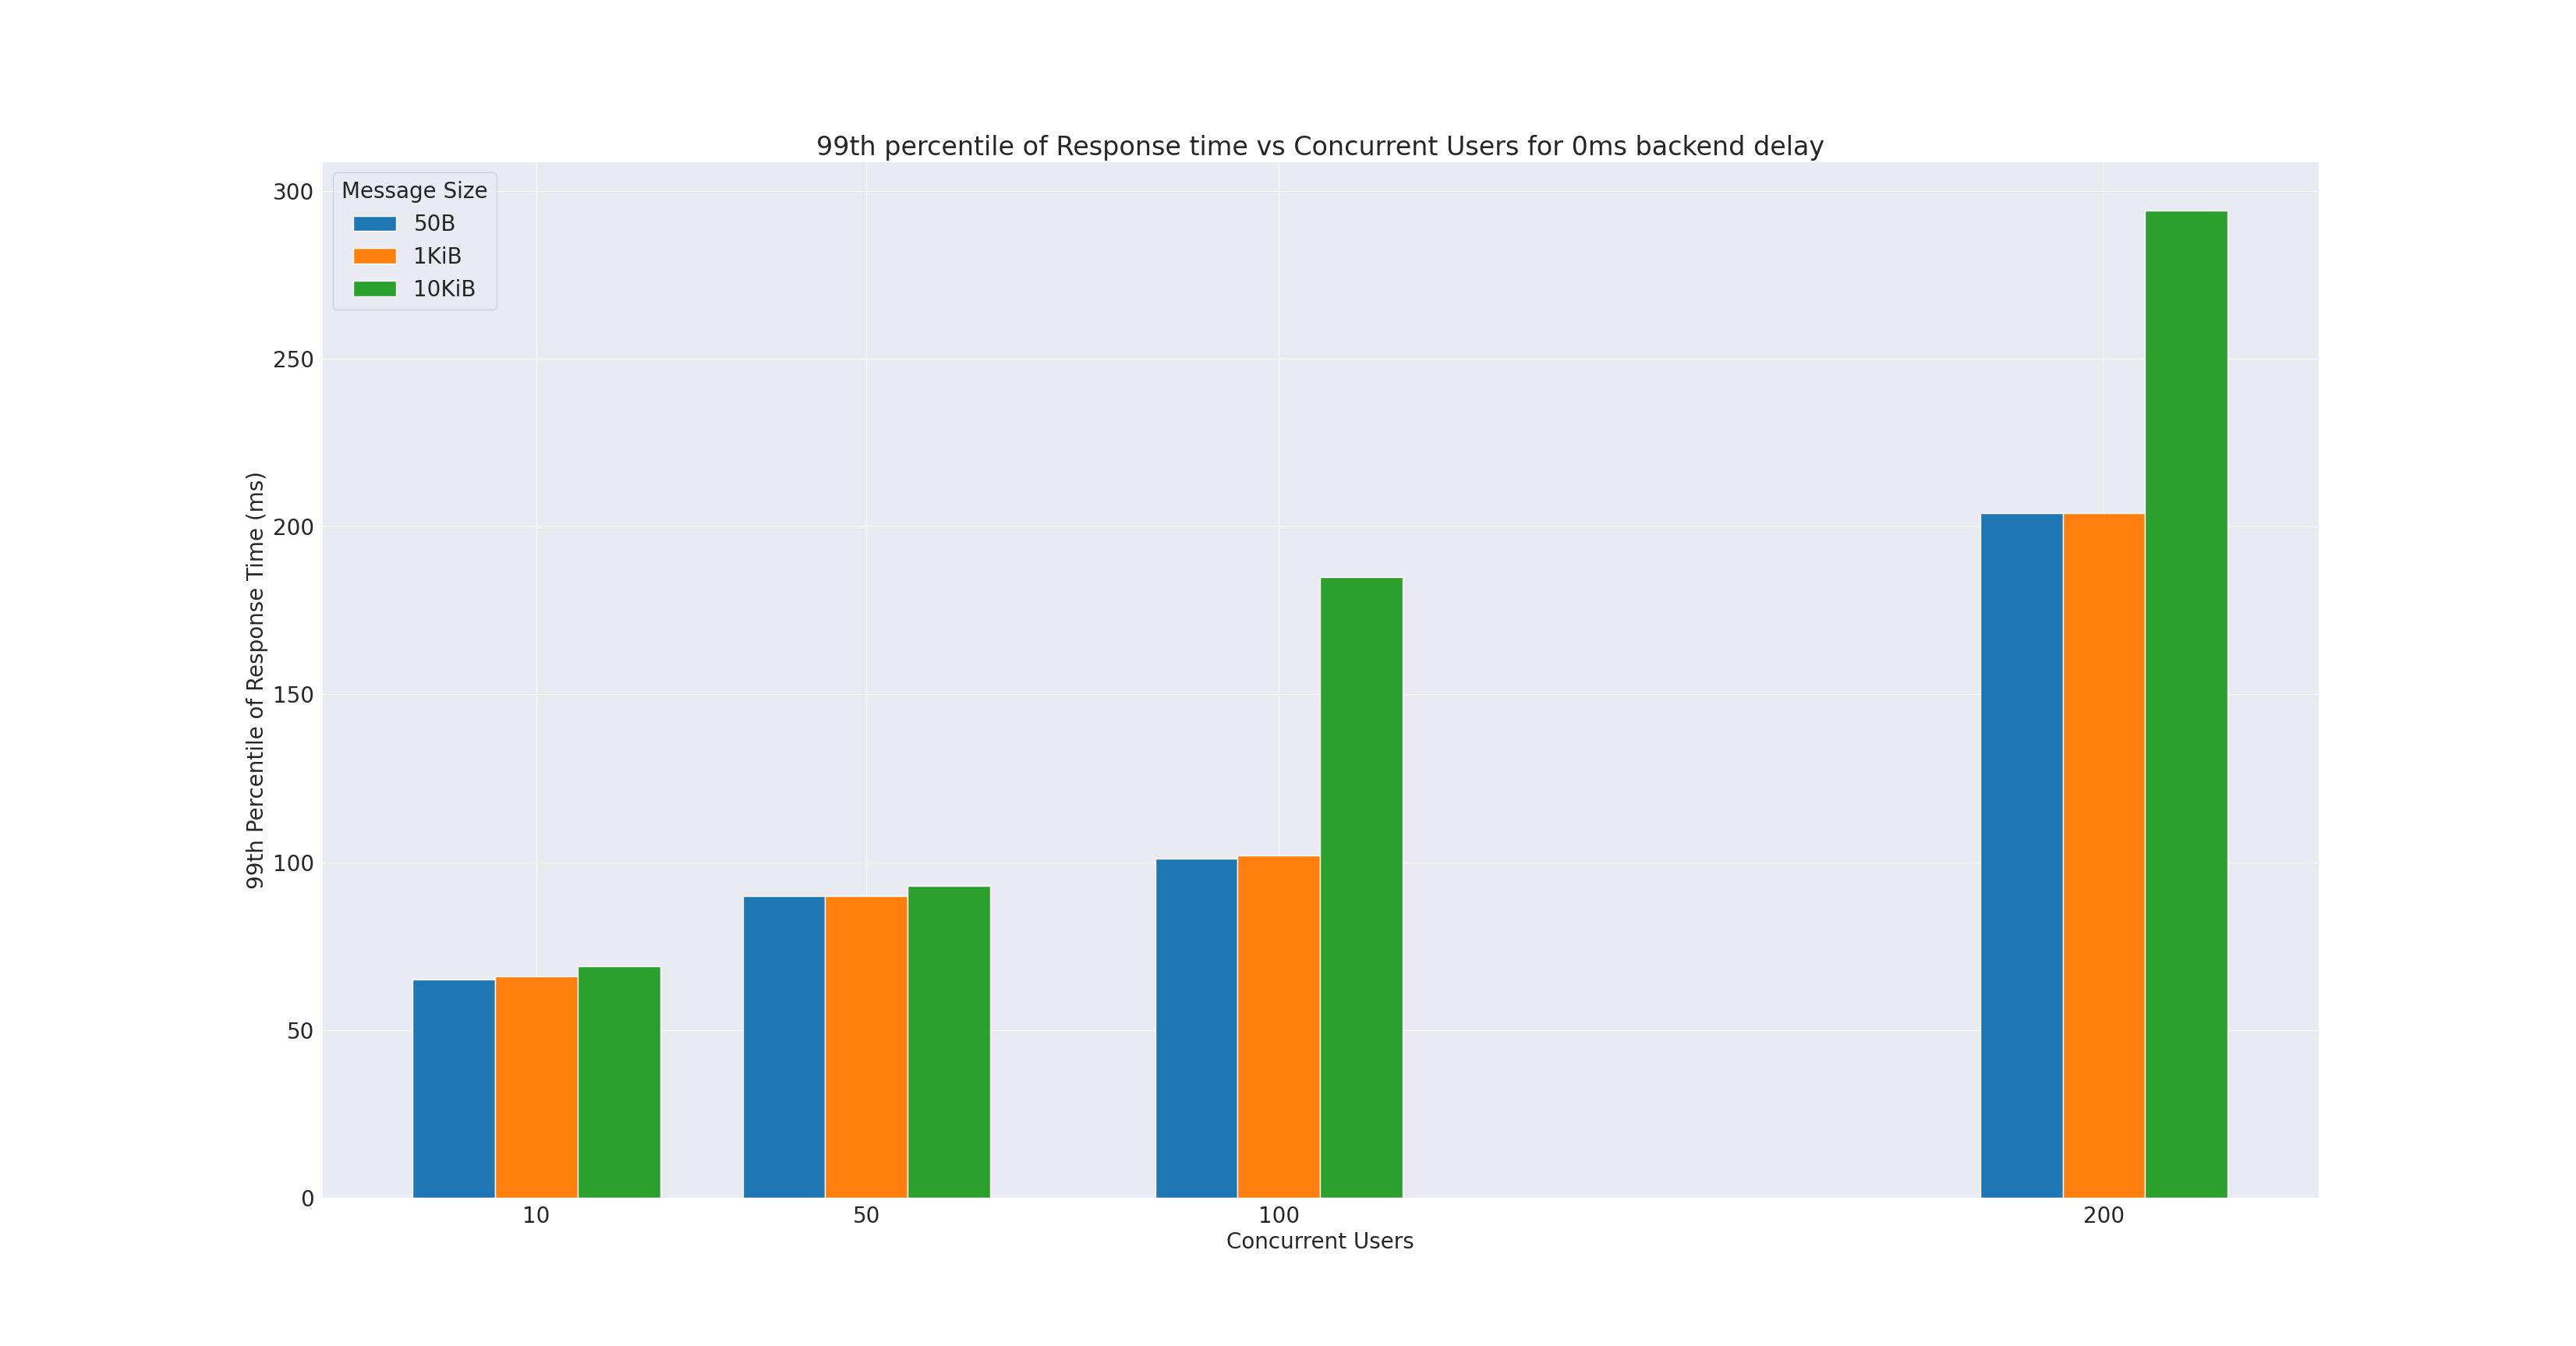 99th percentile of Response time vs Concurrent Users for 0ms backend delay
Message Size
50B
1KiB
10KiB
99th Percentile of Response Time (ms)
300
250
200
150
100
50
0
10 50 100 200
Concurrent Users